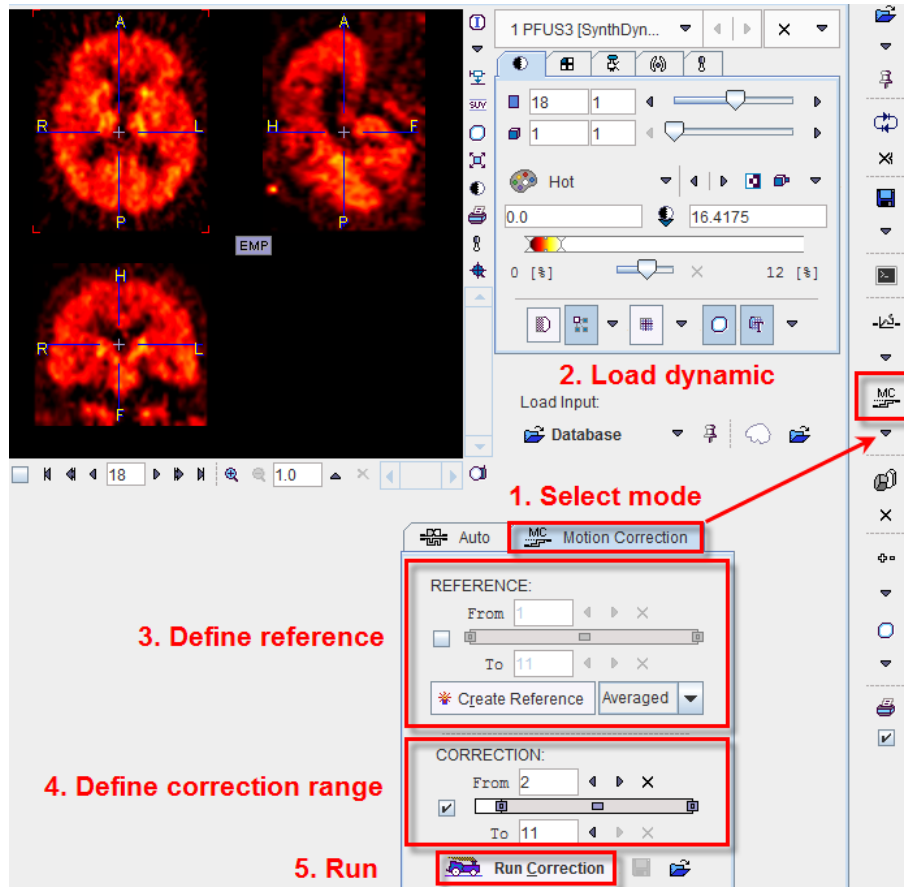 A
A
R
L
H
F
P
P
EMP
H
R
L
F
1 PFUS3 [SynthDyn...
SUV
18 1
1 1
Hot
0.0 16.4175
0 [%] 12 [%]
2. Load dynamic
Load Input:
Database
MC
18 1.0
1. Select mode
Auto MC Motion Correction
REFERENCE:
From 1
3. Define reference
To 11
Create Reference Averaged
CORRECTION:
From 2
4. Define correction range
To 11
5. Run
Run Correction